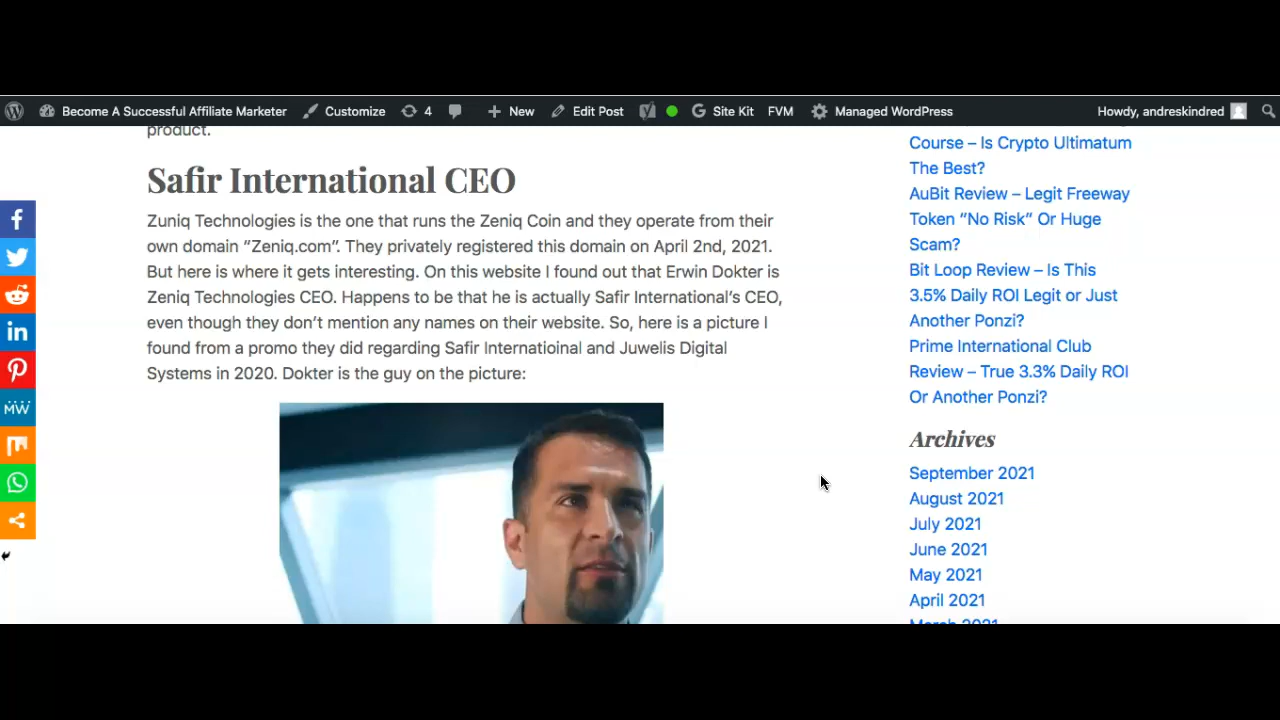 Become A Successful Affiliate Marketer Customize 4 New Edit Post Site Kit FVM Managed WordPress Howdy, andreskindred
product.
Safir International CEO
Zuniq Technologies is the one that runs the Zeniq Coin and they operate from their
own domain “Zeniq.com”. They privately registered this domain on April 2nd, 2021.
But here is where it gets interesting. On this website I found out that Erwin Dokter is
Zeniq Technologies CEO. Happens to be that he is actually Safir International’s CEO,
even though they don’t mention any names on their website. So, here is a picture I
found from a promo they did regarding Safir Internatioinal and Juwelis Digital
Systems in 2020. Dokter is the guy on the picture:
Course – Is Crypto Ultimatum
The Best?
AuBit Review – Legit Freeway
Token “No Risk” Or Huge
Scam?
Bit Loop Review – Is This
3.5% Daily ROI Legit or Just
Another Ponzi?
Prime International Club
Review – True 3.3% Daily ROI
Or Another Ponzi?
Archives
September 2021
August 2021
July 2021
June 2021
May 2021
April 2021
March 2021
MW